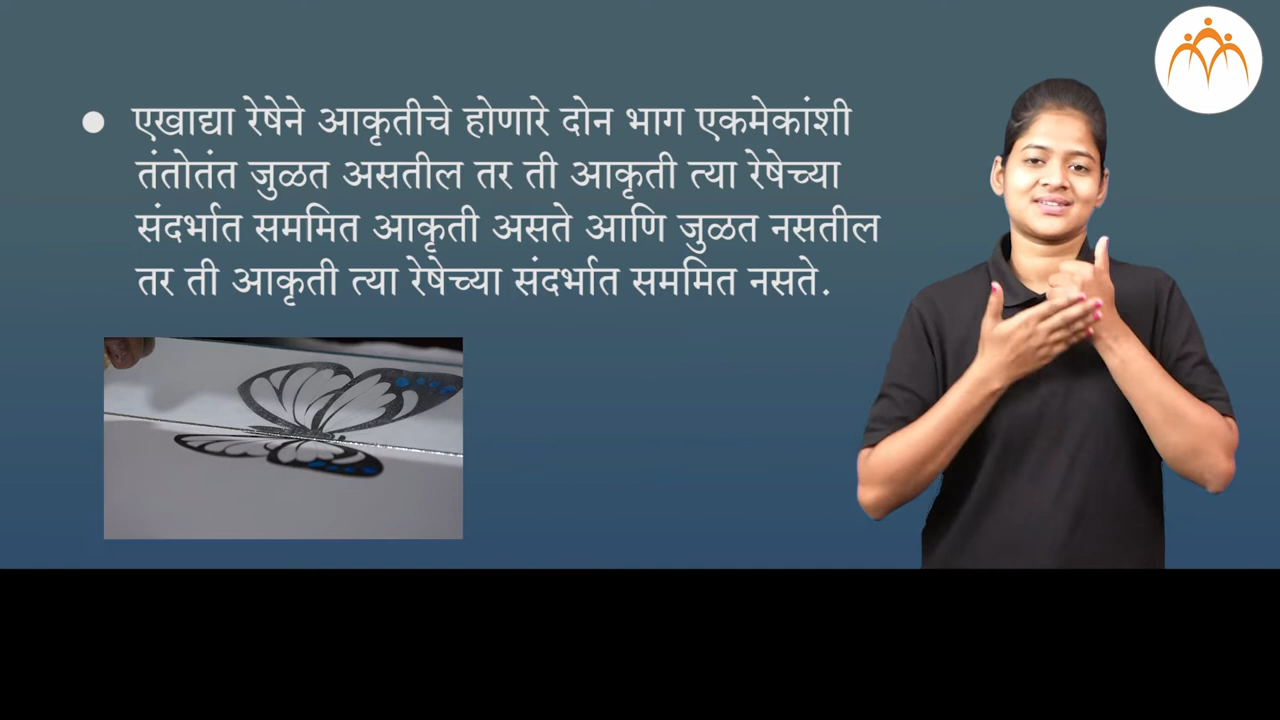 एखाद्या रेषेने आकृतीचे होणारे दोन भाग एकमेकांशी
तंतोतंत जुळत असतील तर ती आकृती त्या रेषेच्या
संदर्भात सममित आकृती असते आणि जुळत नसतील
तर ती आकृती त्या रेषेच्या संदर्भात सममित नसते.